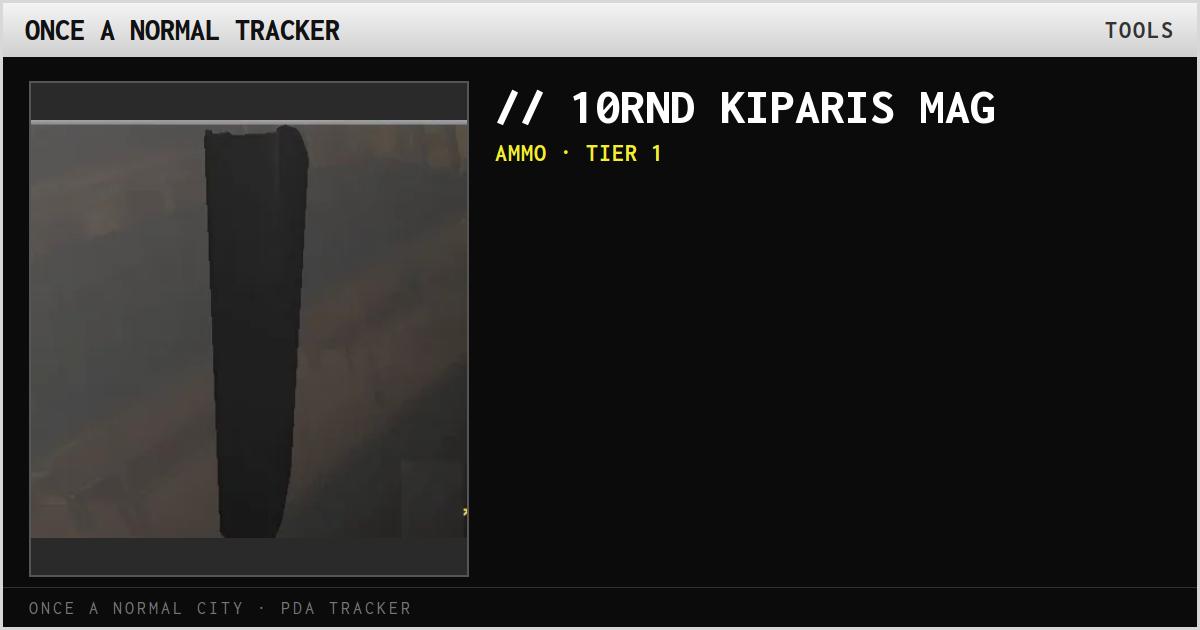 ONCE A NORMAL TRACKER
TOOLS
// 10RND KIPARIS MAG
AMMO · TIER 1
ONCE A NORMAL CITY · PDA TRACKER